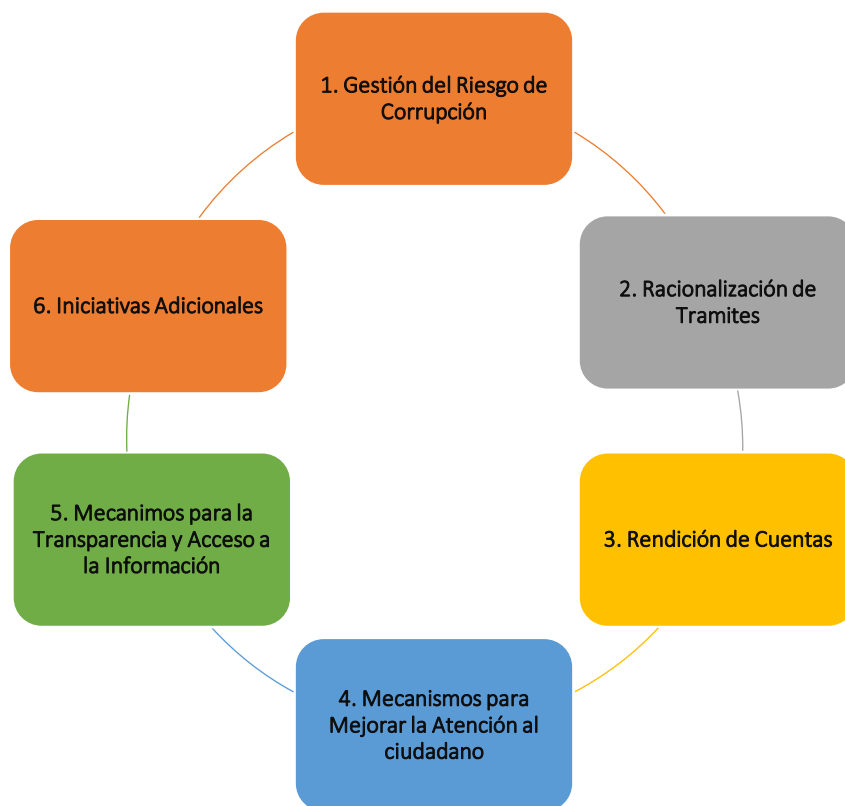 1. Gestión del Riesgo de
Corrupción
2. Racionalización de
Tramites
3. Rendición de Cuentas
4. Mecanismos para
Mejorar la Atención al
ciudadano
5. Mecanimos para la
Transparencia y Acceso a
la Información
6. Iniciativas Adicionales